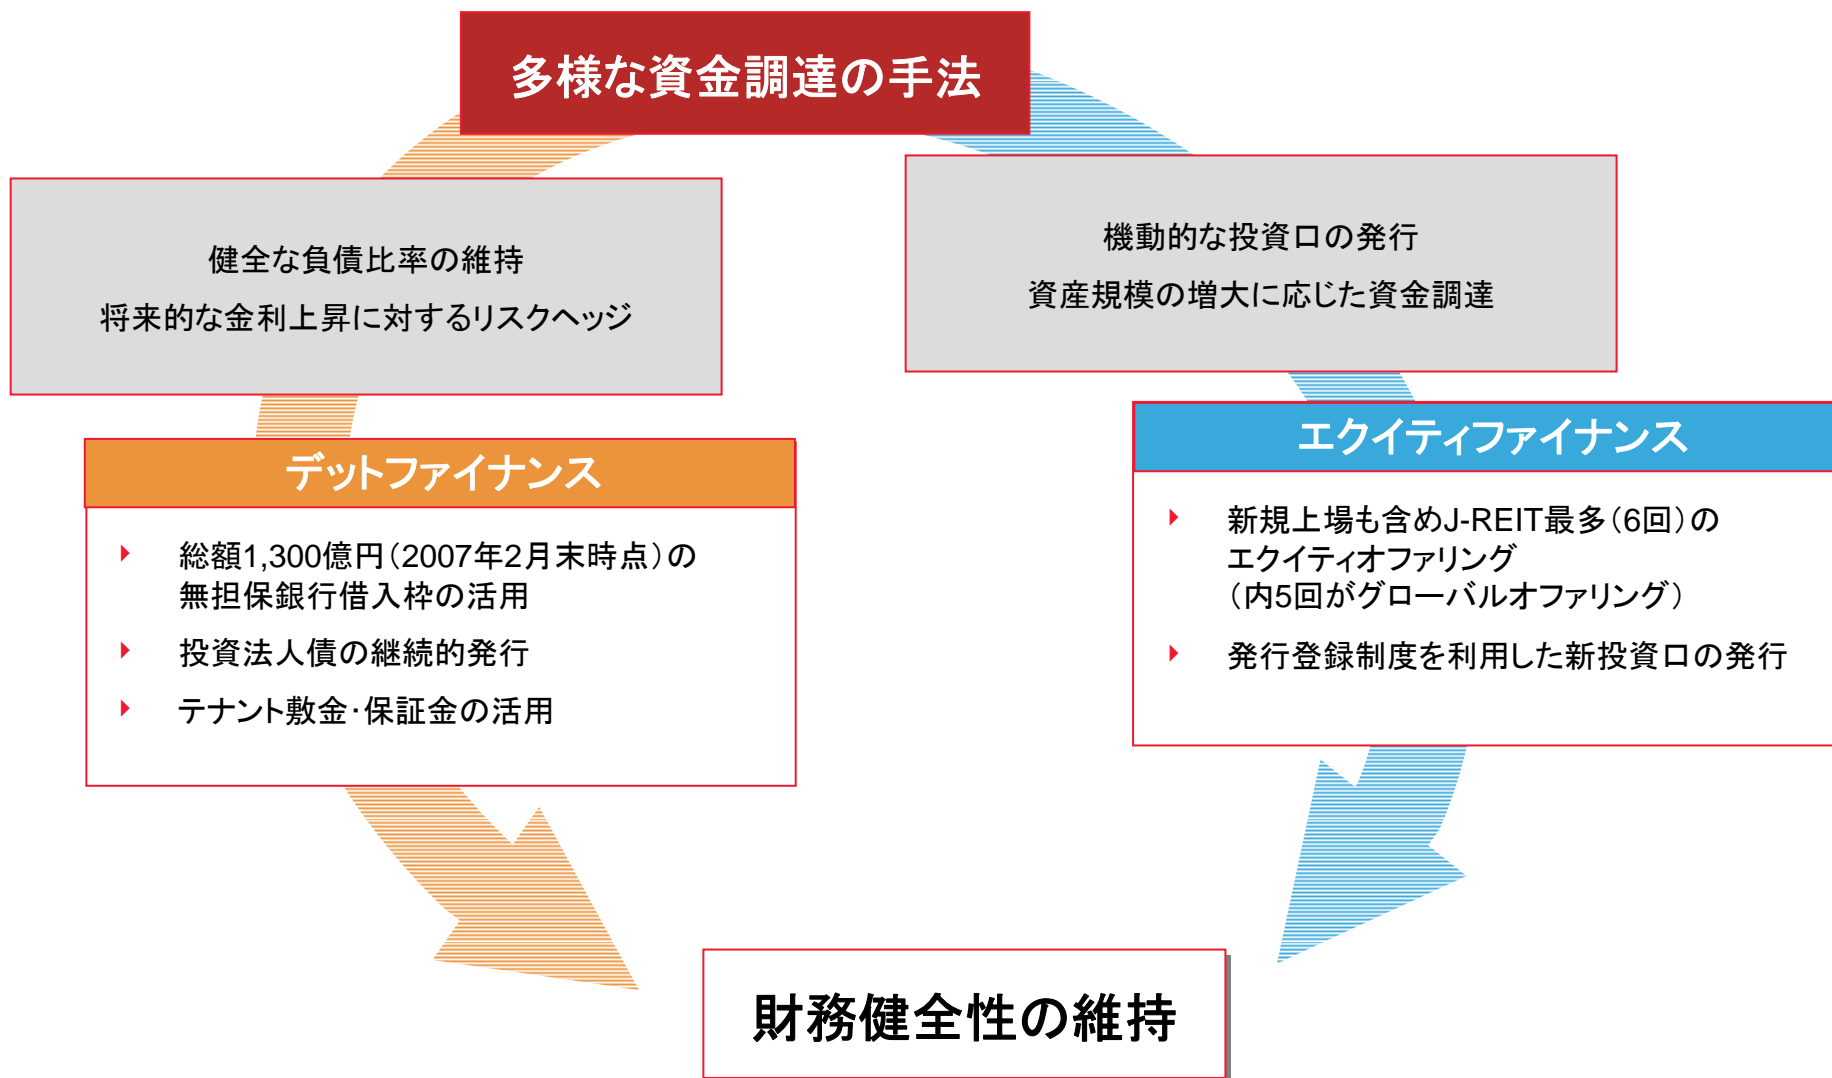 多様な資金調達の手法
健全な負債比率の維持
将来的な金利上昇に対するリスクヘッジ
機動的な投資口の発行
資産規模の増大に応じた資金調達
デットファイナンス
総額1,300億円（2007年2月末時点）の
無担保銀行借入枠の活用
投資法人債の継続的発行
テナント敷金・保証金の活用
エクイティファイナンス
新規上場も含めJ-REIT最多（6回）の
エクイティオファリング
（内5回がグローバルオファリング）
発行登録制度を利用した新投資口の発行
財務健全性の維持